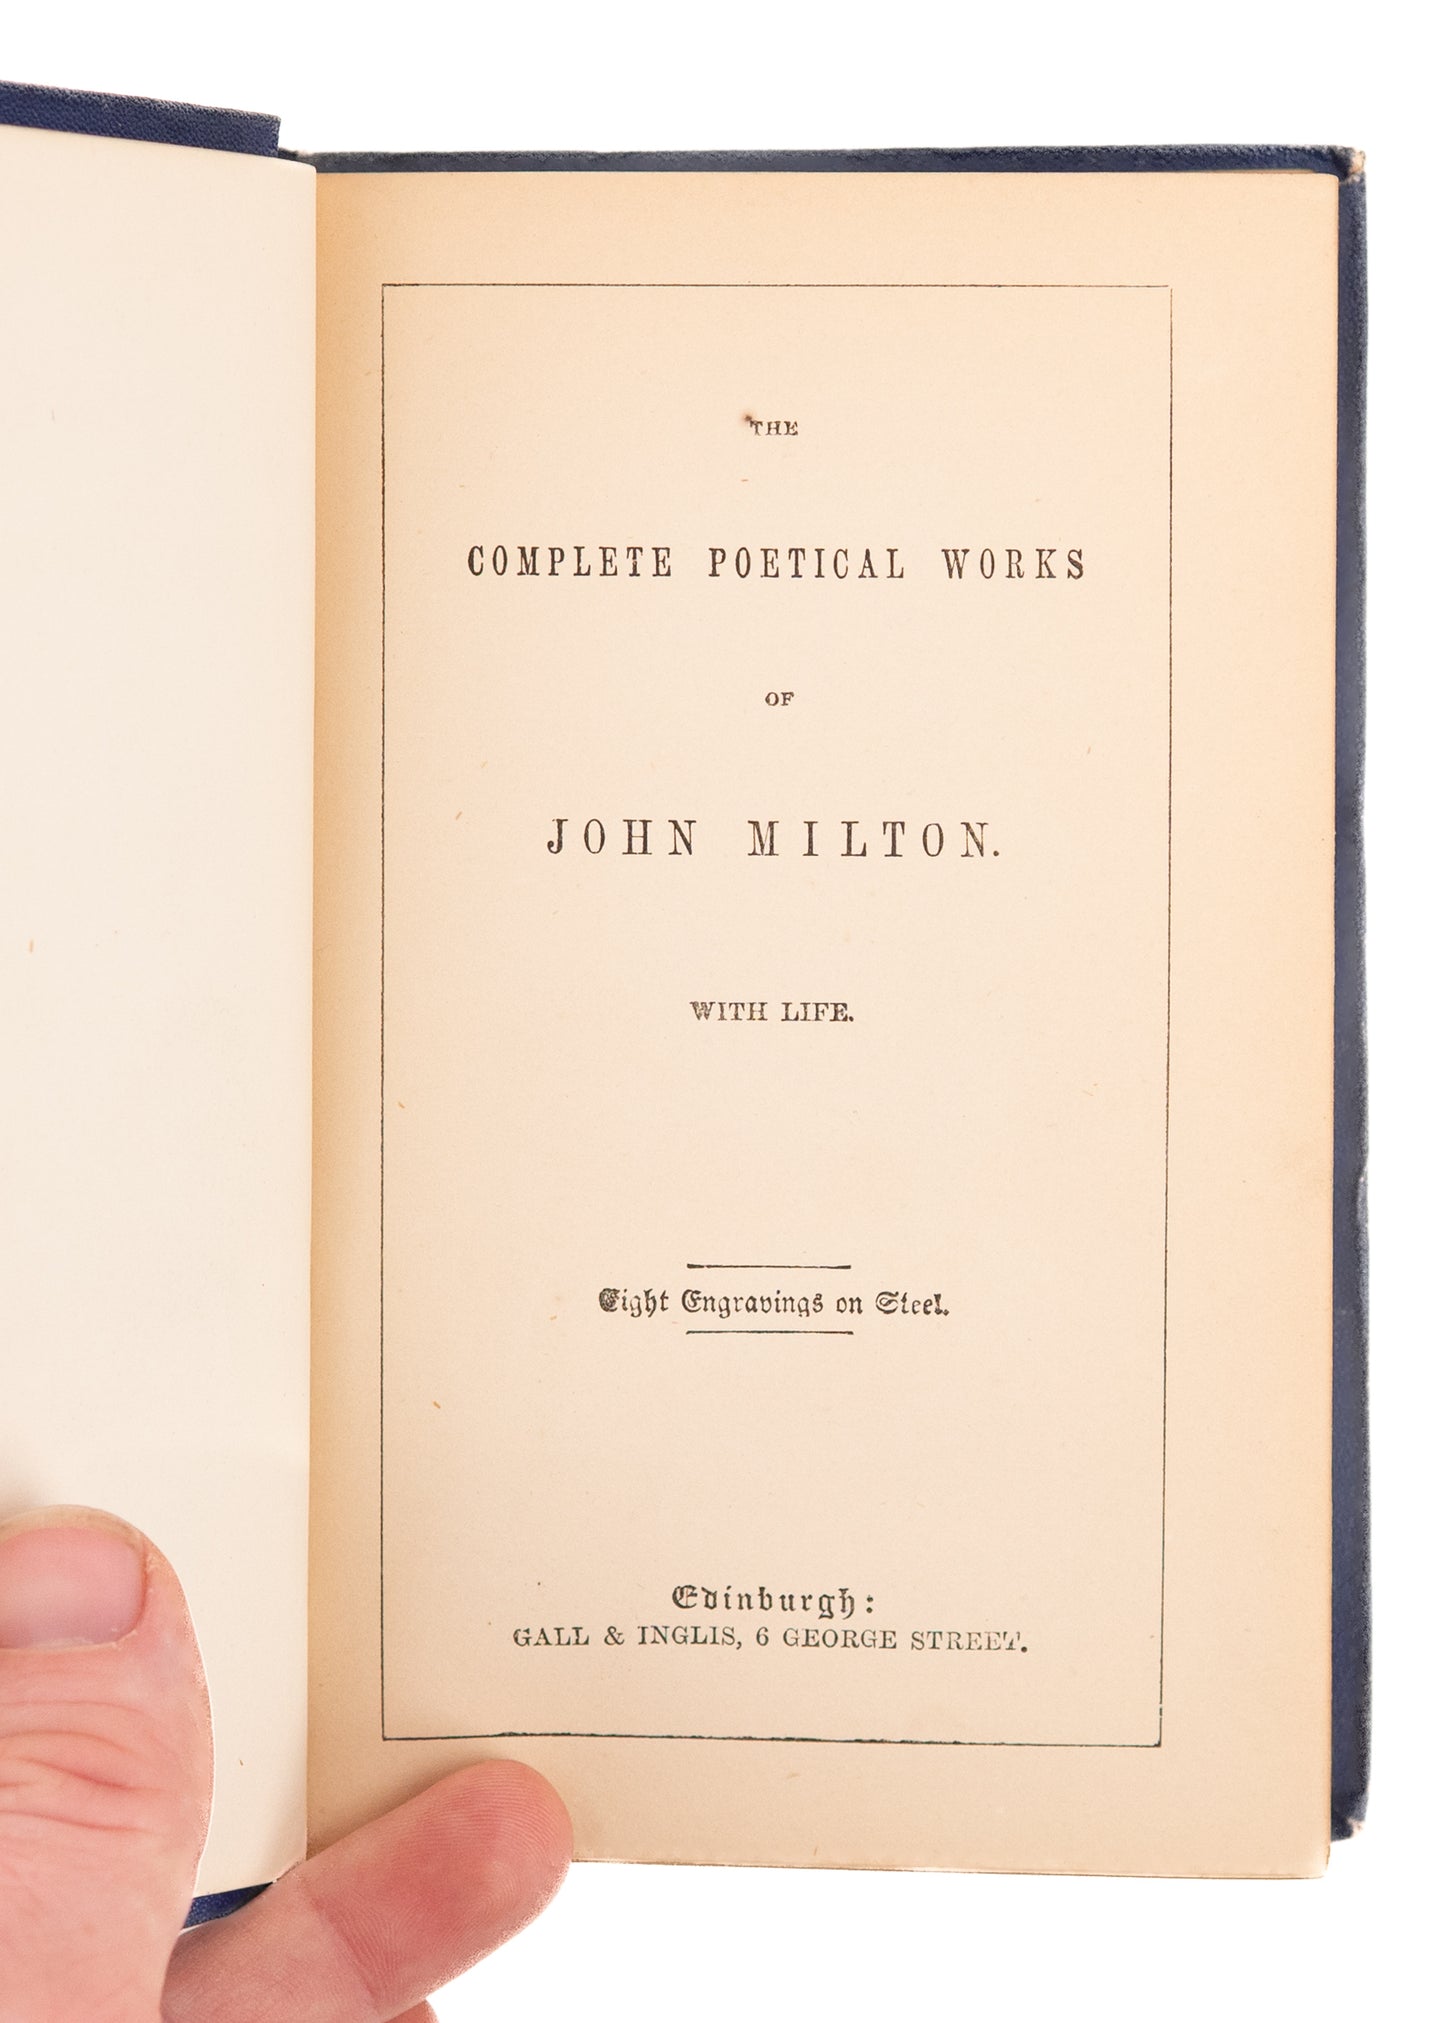 THE
COMPLETE POETICAL WORKS
OF
JOHN MILTON.
WITH LIFE.
Eight Engravings on Steel.
Edinburgh:
GALL & INGLIS, 6 GEORGE STREET.